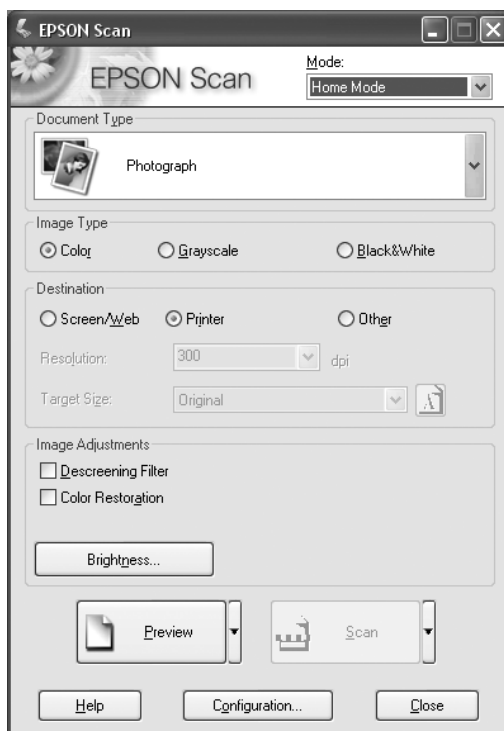 EPSON Scan
EPSON Scan
Mode:
Home Mode
Document Type
Photograph
Image Type
Color Grayscale Black&White
Destination
Screen/Web Printer Other
Resolution: 300 dpi
Target Size: Original
Image Adjustments
Descreening Filter
Color Restoration
Brightness...
Preview Scan
Help Configuration... Close